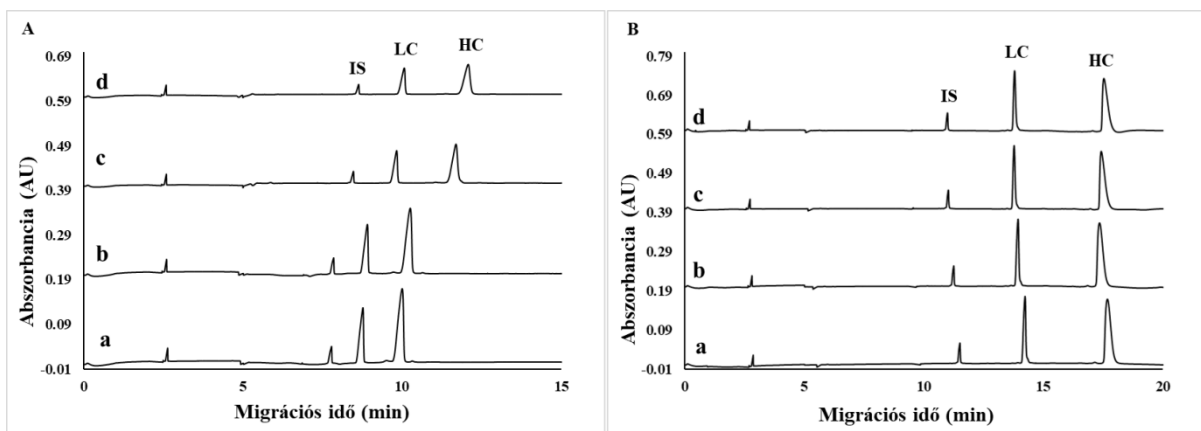 A
0.69
0.59
0.49
0.39
0.29
0.19
0.09
-0.01
Abszorbancia (AU)
d
c
b
a
IS
LC
HC
0
5
10
15
Migrációs idő (min)
B
0.79
0.69
0.59
0.49
0.39
0.29
0.19
0.09
-0.01
Abszorbancia (AU)
d
c
b
a
IS
LC
HC
0
5
10
15
20
Migrációs idő (min)